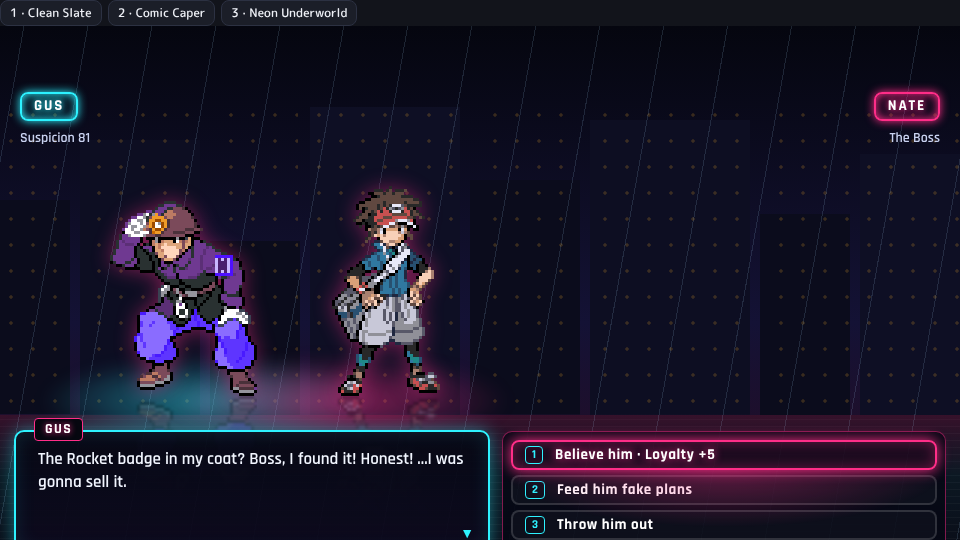 1 · Clean Slate
2 · Comic Caper
3 · Neon Underworld
GUS
NATE
Suspicion 81
The Boss
GUS
The Rocket badge in my coat? Boss, I found it! Honest! ...I was
gonna sell it.
1 Believe him · Loyalty +5
2 Feed him fake plans
3 Throw him out